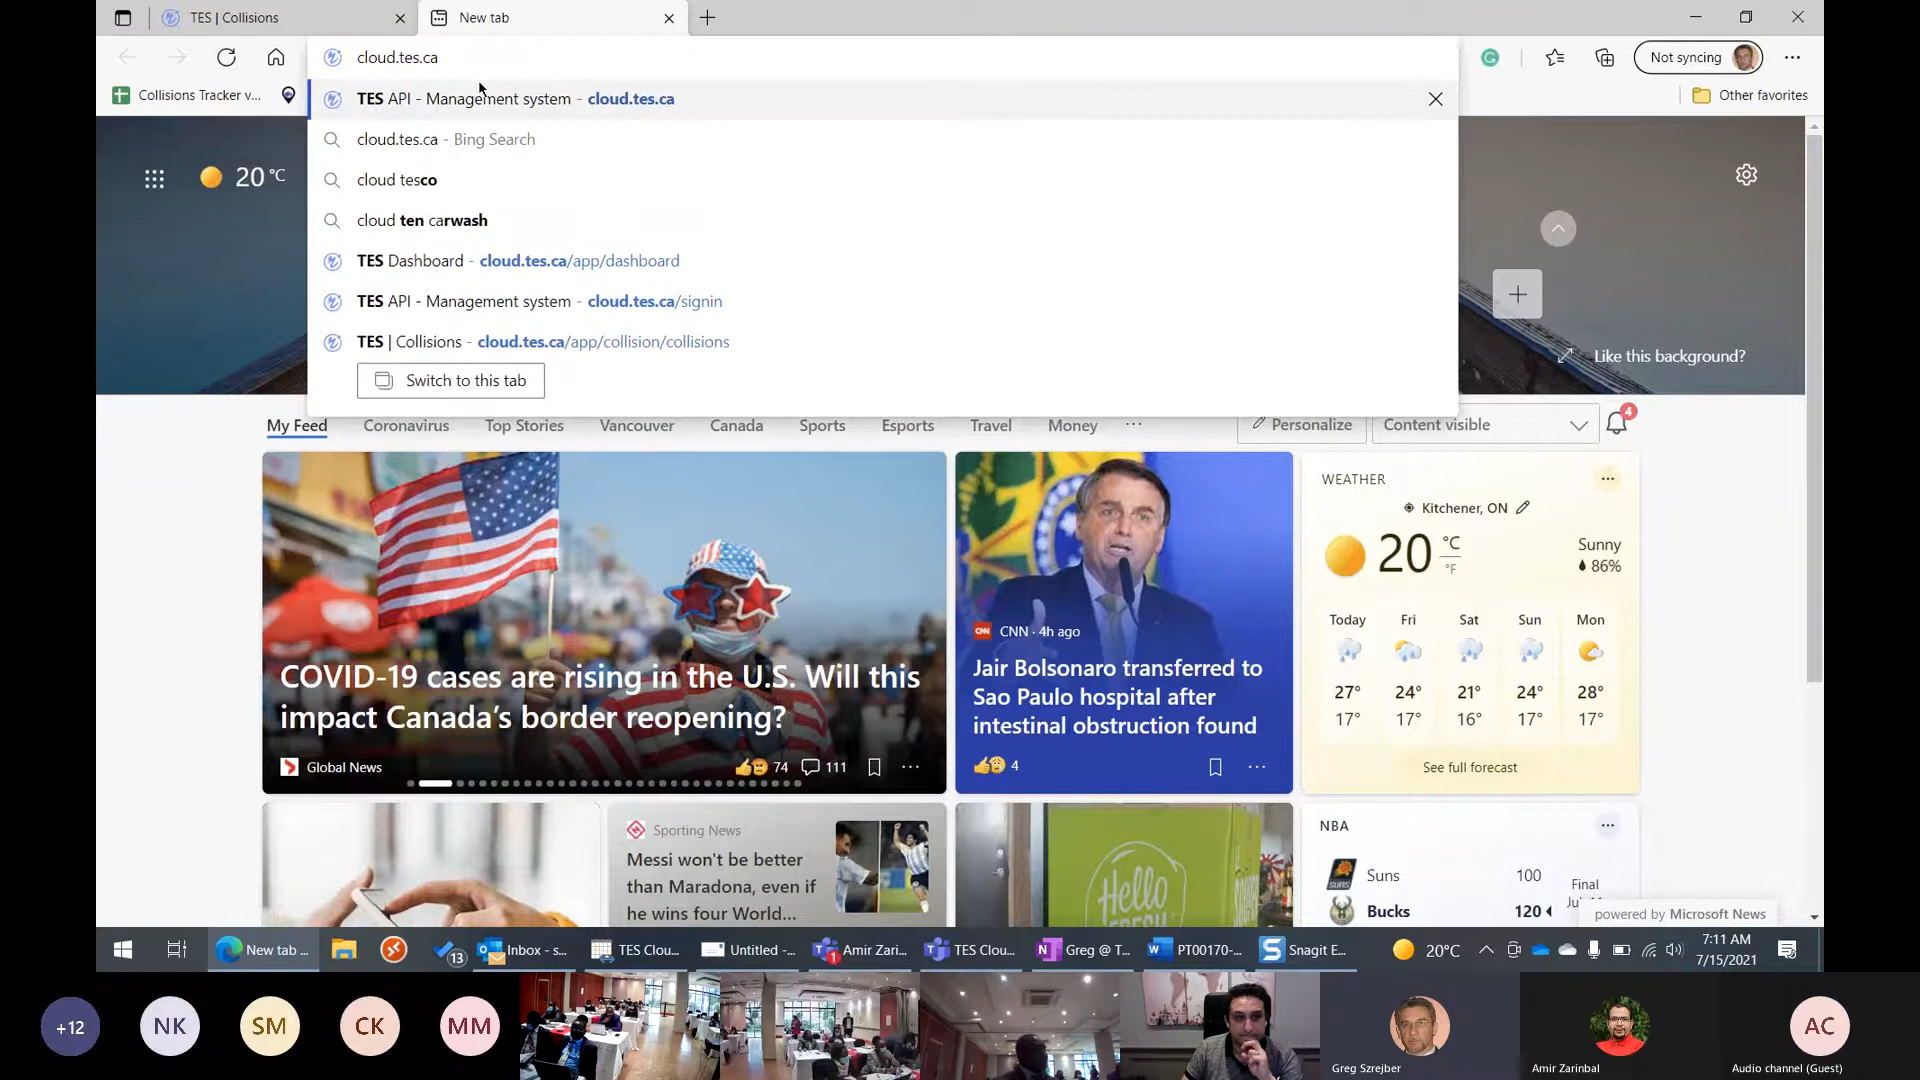 TES | Collisions
New tab
cloud.tes.ca
Not syncing
Collisions Tracker v...
Other favorites
TES API - Management system - cloud.tes.ca
cloud.tes.ca - Bing Search
cloud tesco
cloud ten carwash
TES Dashboard - cloud.tes.ca/app/dashboard
TES API - Management system - cloud.tes.ca/signin
TES | Collisions - cloud.tes.ca/app/collision/collisions
Switch to this tab
20 °C
Like this background?
My Feed
Coronavirus
Top Stories
Vancouver
Canada
Sports
Esports
Travel
Money
...
Personalize
Content visible
4
COVID-19 cases are rising in the U.S. Will this
impact Canada's border reopening?
Global News
74
111
CNN · 4h ago
Jair Bolsonaro transferred to
Sao Paulo hospital after
intestinal obstruction found
4
WEATHER
Kitchener, ON
20 °C
°F
Sunny
86%
Today Fri Sat Sun Mon
27° 24° 21° 24° 28°
17° 17° 16° 17° 17°
See full forecast
Sporting News
Messi won't be better
than Maradona, even if
he wins four World...
Hello
FRESH
NBA
Suns 100
Bucks 120
Final
powered by Microsoft News
New tab ...
13
Inbox - s...
TES Clou...
Untitled -...
1
Amir Zari...
TES Clou...
Greg @ T...
PT00170-...
Snagit E...
20°C
7:11 AM
7/15/2021
+12
NK
SM
CK
MM
Greg Szrejber
Amir Zarinbal
AC
Audio channel (Guest)